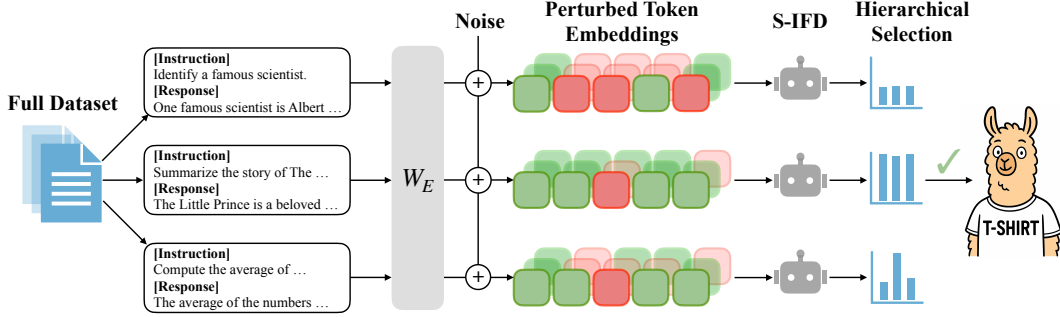 Full Dataset
[Instruction]
Identify a famous scientist.
[Response]
One famous scientist is Albert ...
[Instruction]
Summarize the story of The ...
[Response]
The Little Prince is a beloved ...
[Instruction]
Compute the average of ...
[Response]
The average of the numbers ...
W_E
Noise
+
+
+
Perturbed Token
Embeddings
S-IFD
Hierarchical
Selection
✓
T-SHIRT